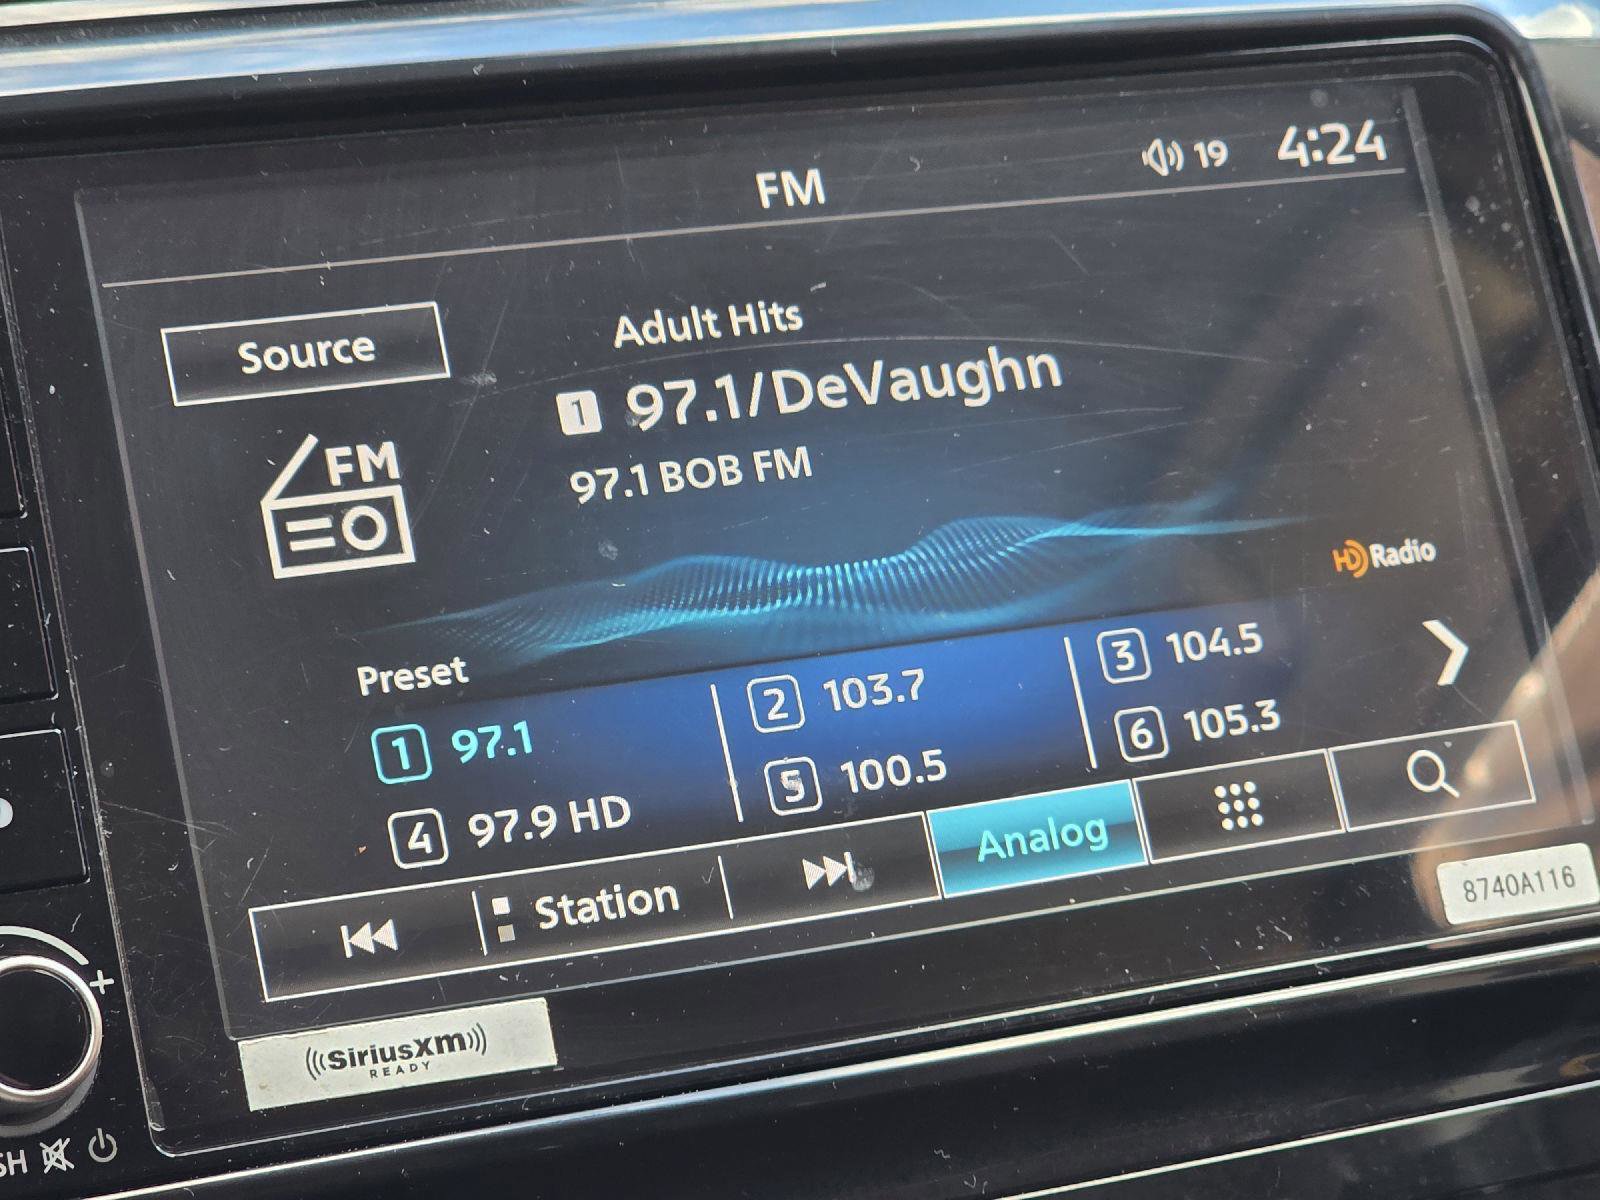 FM
19
4:24
Source
Adult Hits
1 97.1/DeVaughn
97.1 BOB FM
FM
HD Radio
Preset
1 97.1
2 103.7
3 104.5
4 97.9 HD
5 100.5
6 105.3
Station
Analog
8740A116
SiriusXm
READY
+
SH